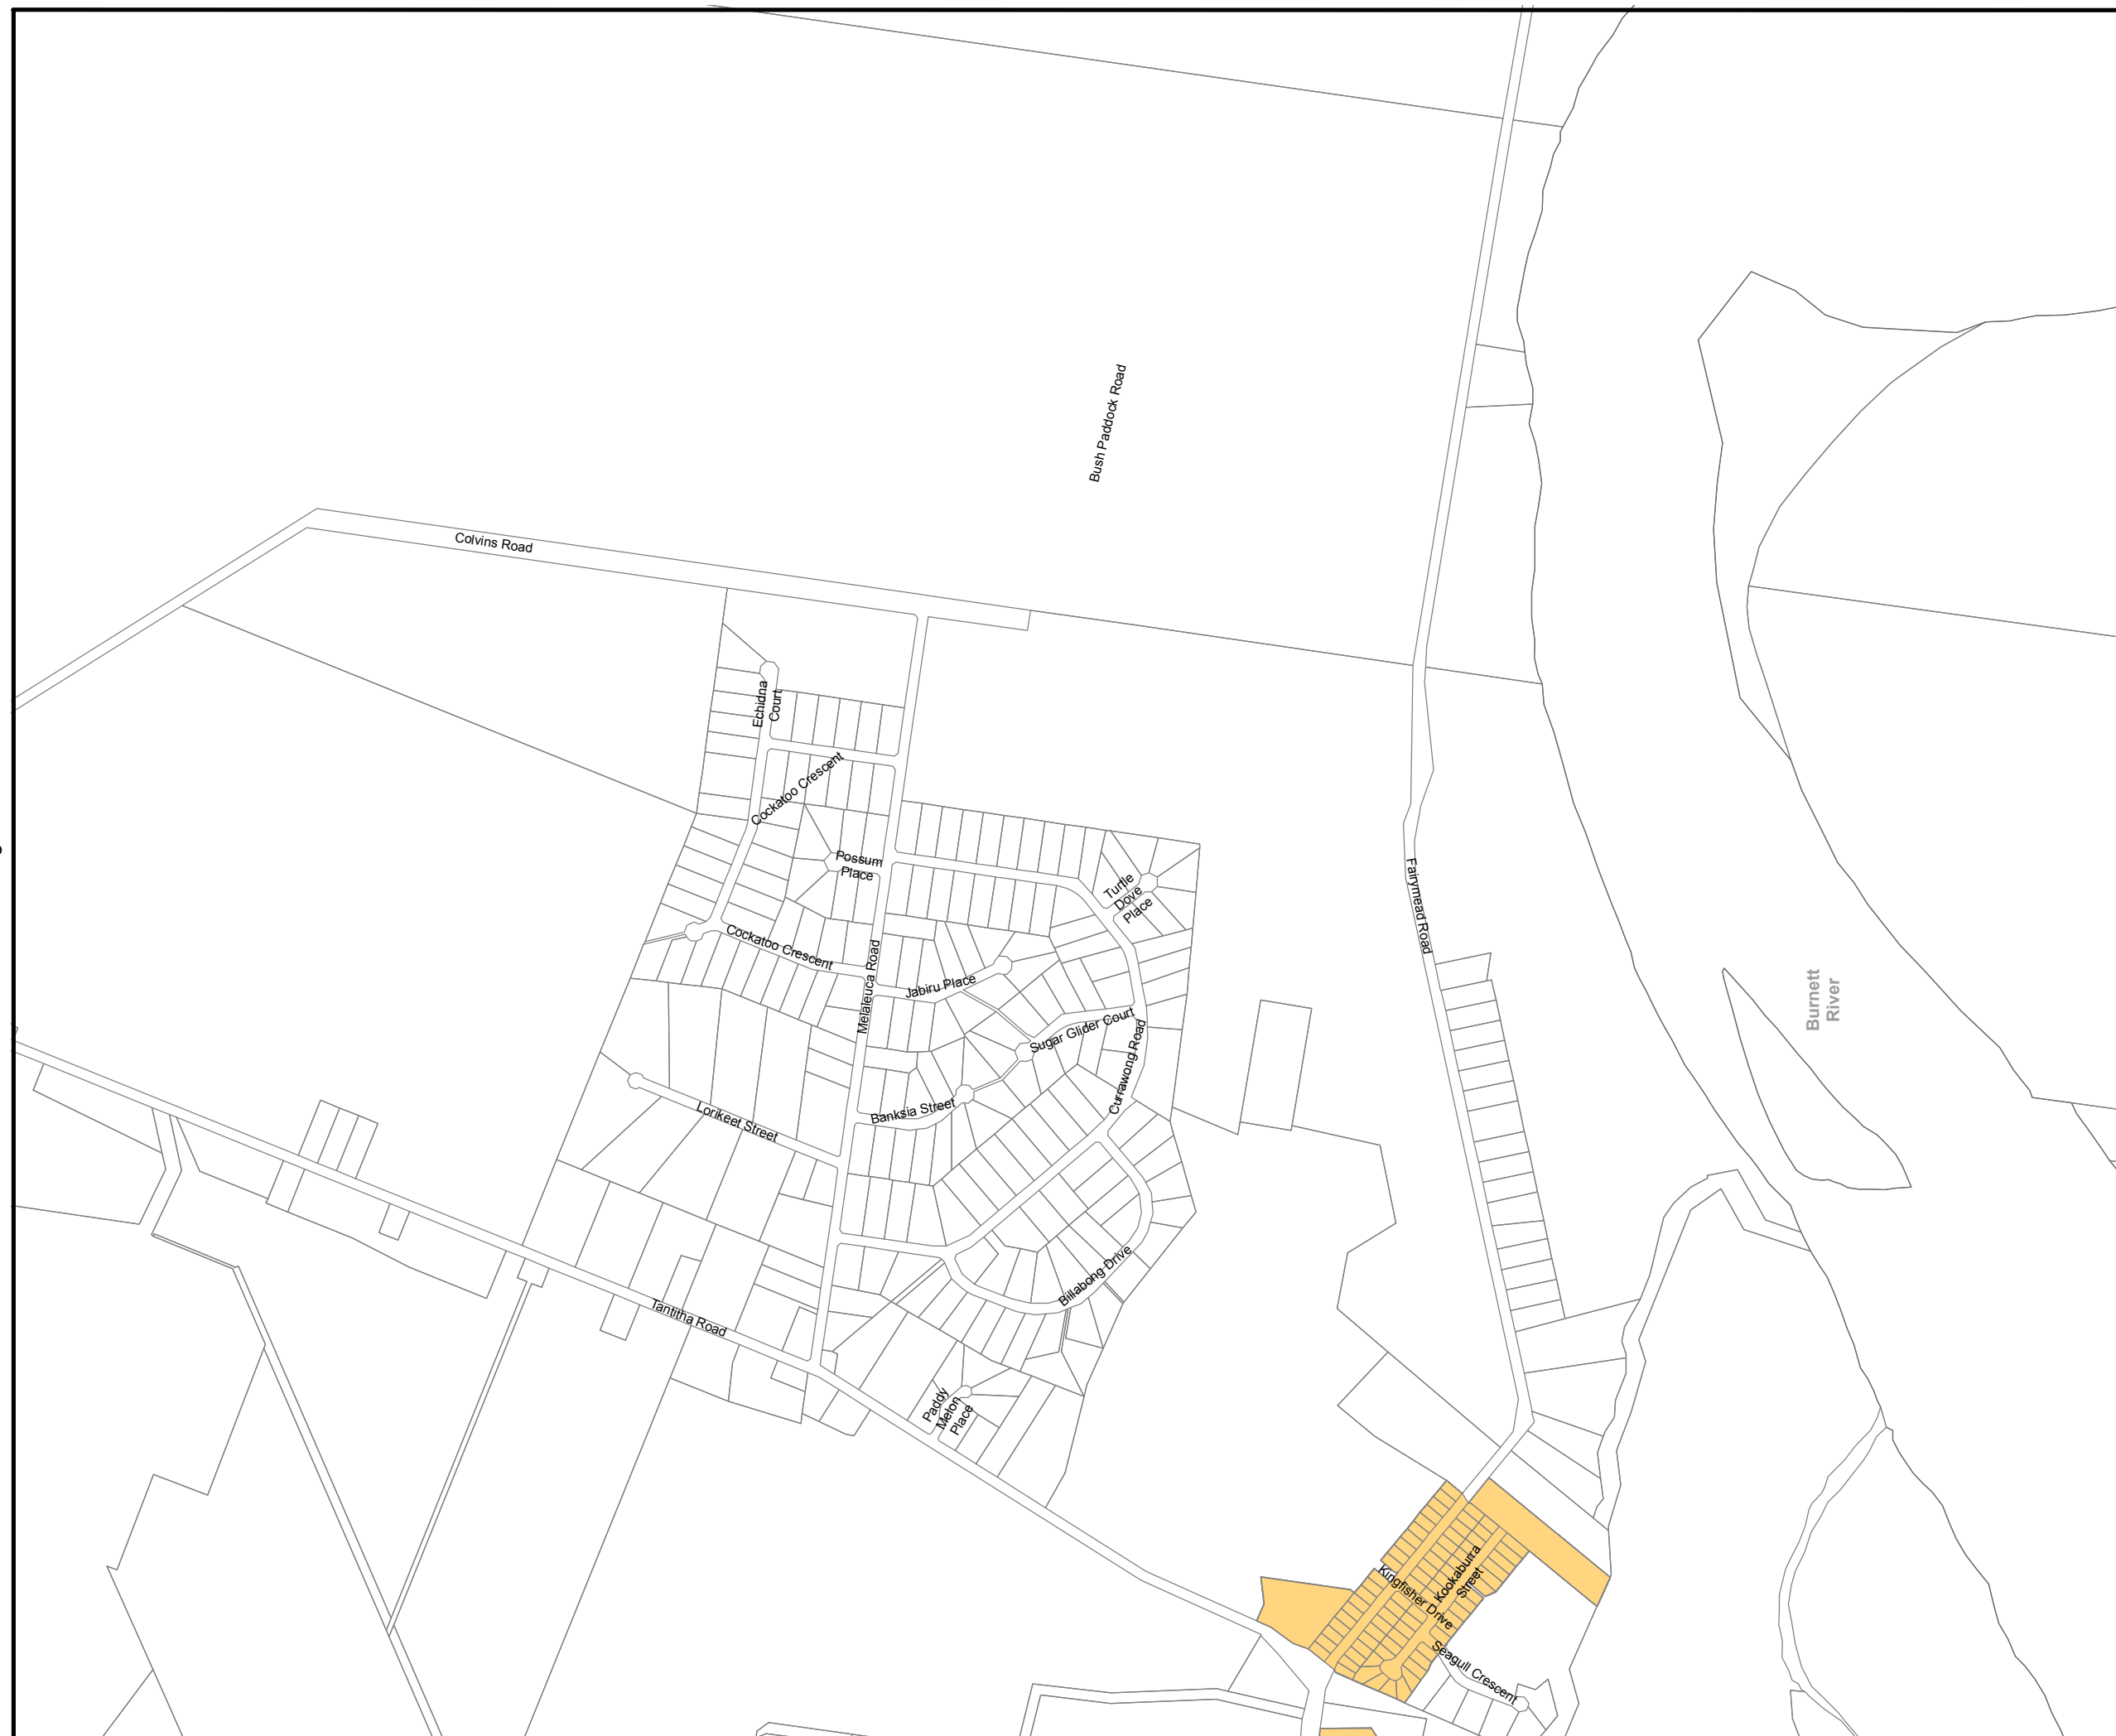 Bush Paddock Road
Colvins Road
Echidna
Court
Cockatoo Crescent
Possum
Place
Turtle
Dove
Place
Fairymead Road
Cockatoo Crescent
Melaleuca Road
Jabiru Place
Burnett
River
Sugar Glider Court
Currawong Road
Banksia Street
Lorikeet Street
Billabong Drive
Tantitha Road
Paddy
Melon
Place
Kookaburra
Street
Kingfisher Drive
Seagull Crescent